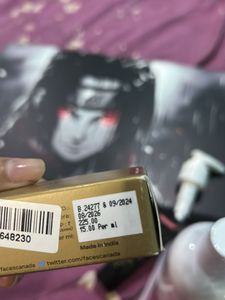 B.24277 & 09/2024
08/2026
225.00
15.00 Per ml
648230
Made in India
twitter.com/facescanada